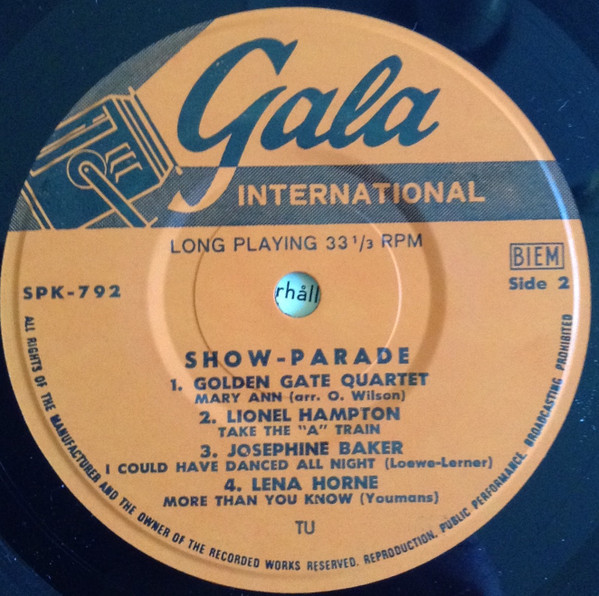 Gala
INTERNATIONAL
LONG PLAYING 33 1/3 RPM
BIEM
SPK-792
Side 2
rhåll
SHOW-PARADE
1. GOLDEN GATE QUARTET
MARY ANN (arr. O. Wilson)
2. LIONEL HAMPTON
TAKE THE "A" TRAIN
3. JOSEPHINE BAKER
I COULD HAVE DANCED ALL NIGHT (Loewe-Lerner)
4. LENA HORNE
MORE THAN YOU KNOW (Youmans)
TU
ALL RIGHTS OF THE MANUFACTURER AND THE OWNER OF THE RECORDED WORKS RESERVED. REPRODUCTION, PUBLIC PERFORMANCE, BROADCASTING PROHIBITED